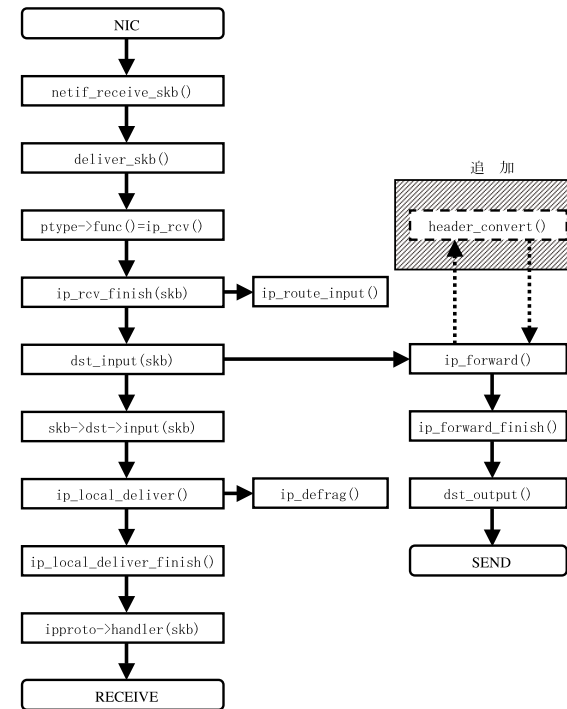 NIC
netif_receive_skb()
deliver_skb()
追 加
ptype->func()=ip_rcv()
header_convert()
ip_rcv_finish(skb)
ip_route_input()
dst_input(skb)
ip_forward()
skb->dst->input(skb)
ip_forward_finish()
ip_local_deliver()
ip_defrag()
dst_output()
ip_local_deliver_finish()
SEND
ipproto->handler(skb)
RECEIVE